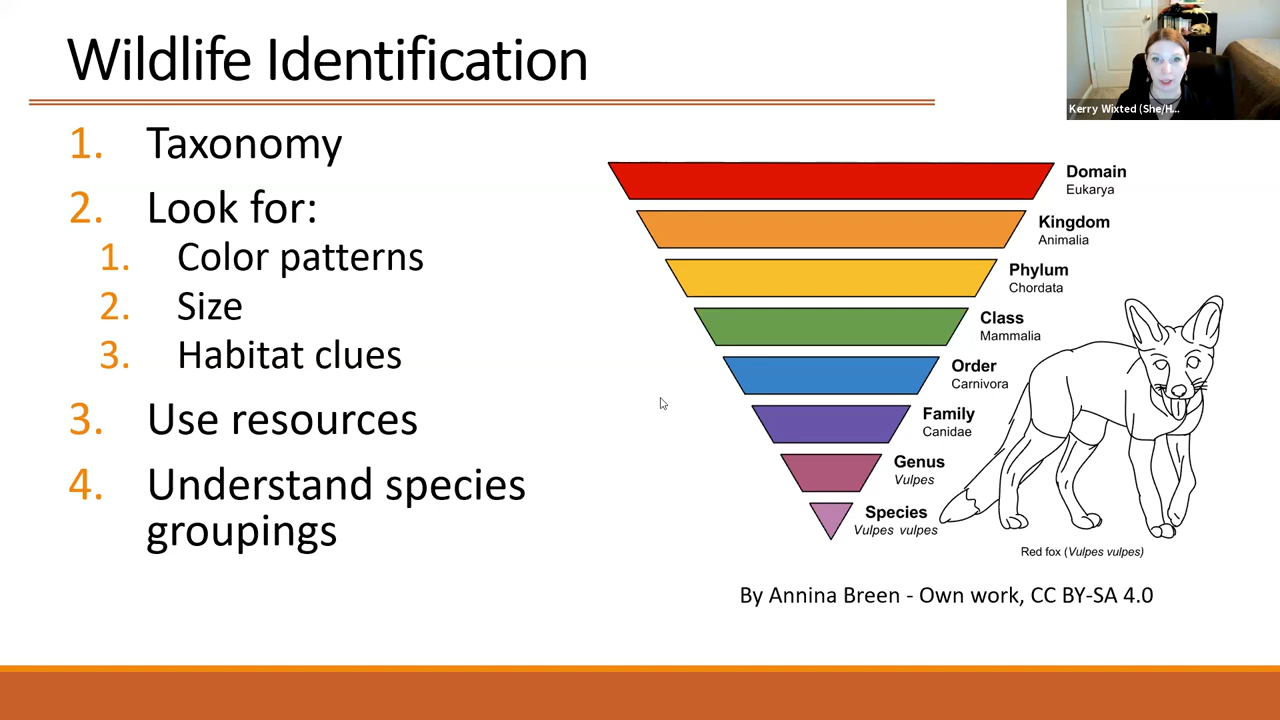 Wildlife Identification
Kerry Wixted (She/H...
1. Taxonomy
2. Look for:
1. Color patterns
2. Size
3. Habitat clues
3. Use resources
4. Understand species
groupings
Domain
Eukarya
Kingdom
Animalia
Phylum
Chordata
Class
Mammalia
Order
Carnivora
Family
Canidae
Genus
Vulpes
Species
Vulpes vulpes
Red fox (Vulpes vulpes)
By Annina Breen - Own work, CC BY-SA 4.0